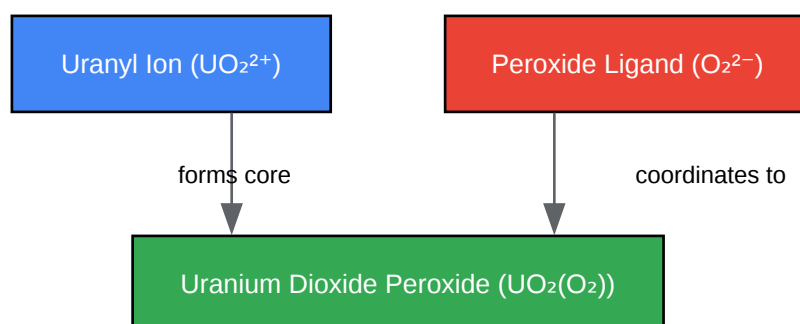 Uranyl Ion (UO₂²⁺)
Peroxide Ligand (O₂²⁻)
forms core
coordinates to
Uranium Dioxide Peroxide (UO₂(O₂))